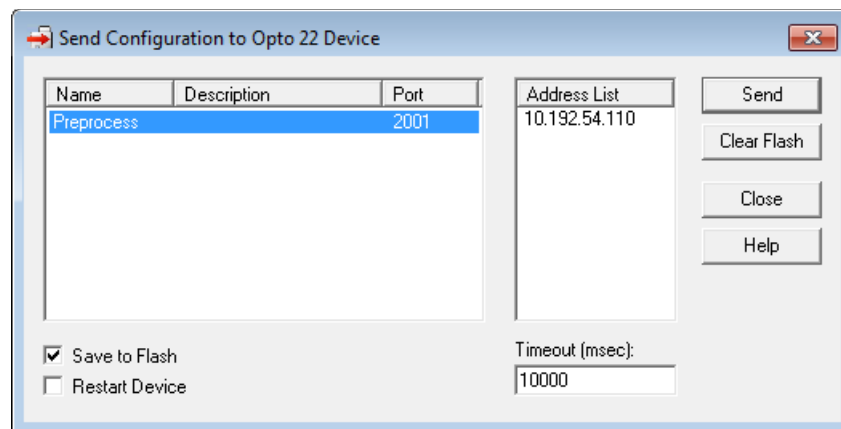 Send Configuration to Opto 22 Device
Name Description Port
Preprocess 2001
Address List
10.192.54.110
Send
Clear Flash
Close
Help
Save to Flash
Restart Device
Timeout (msec):
10000